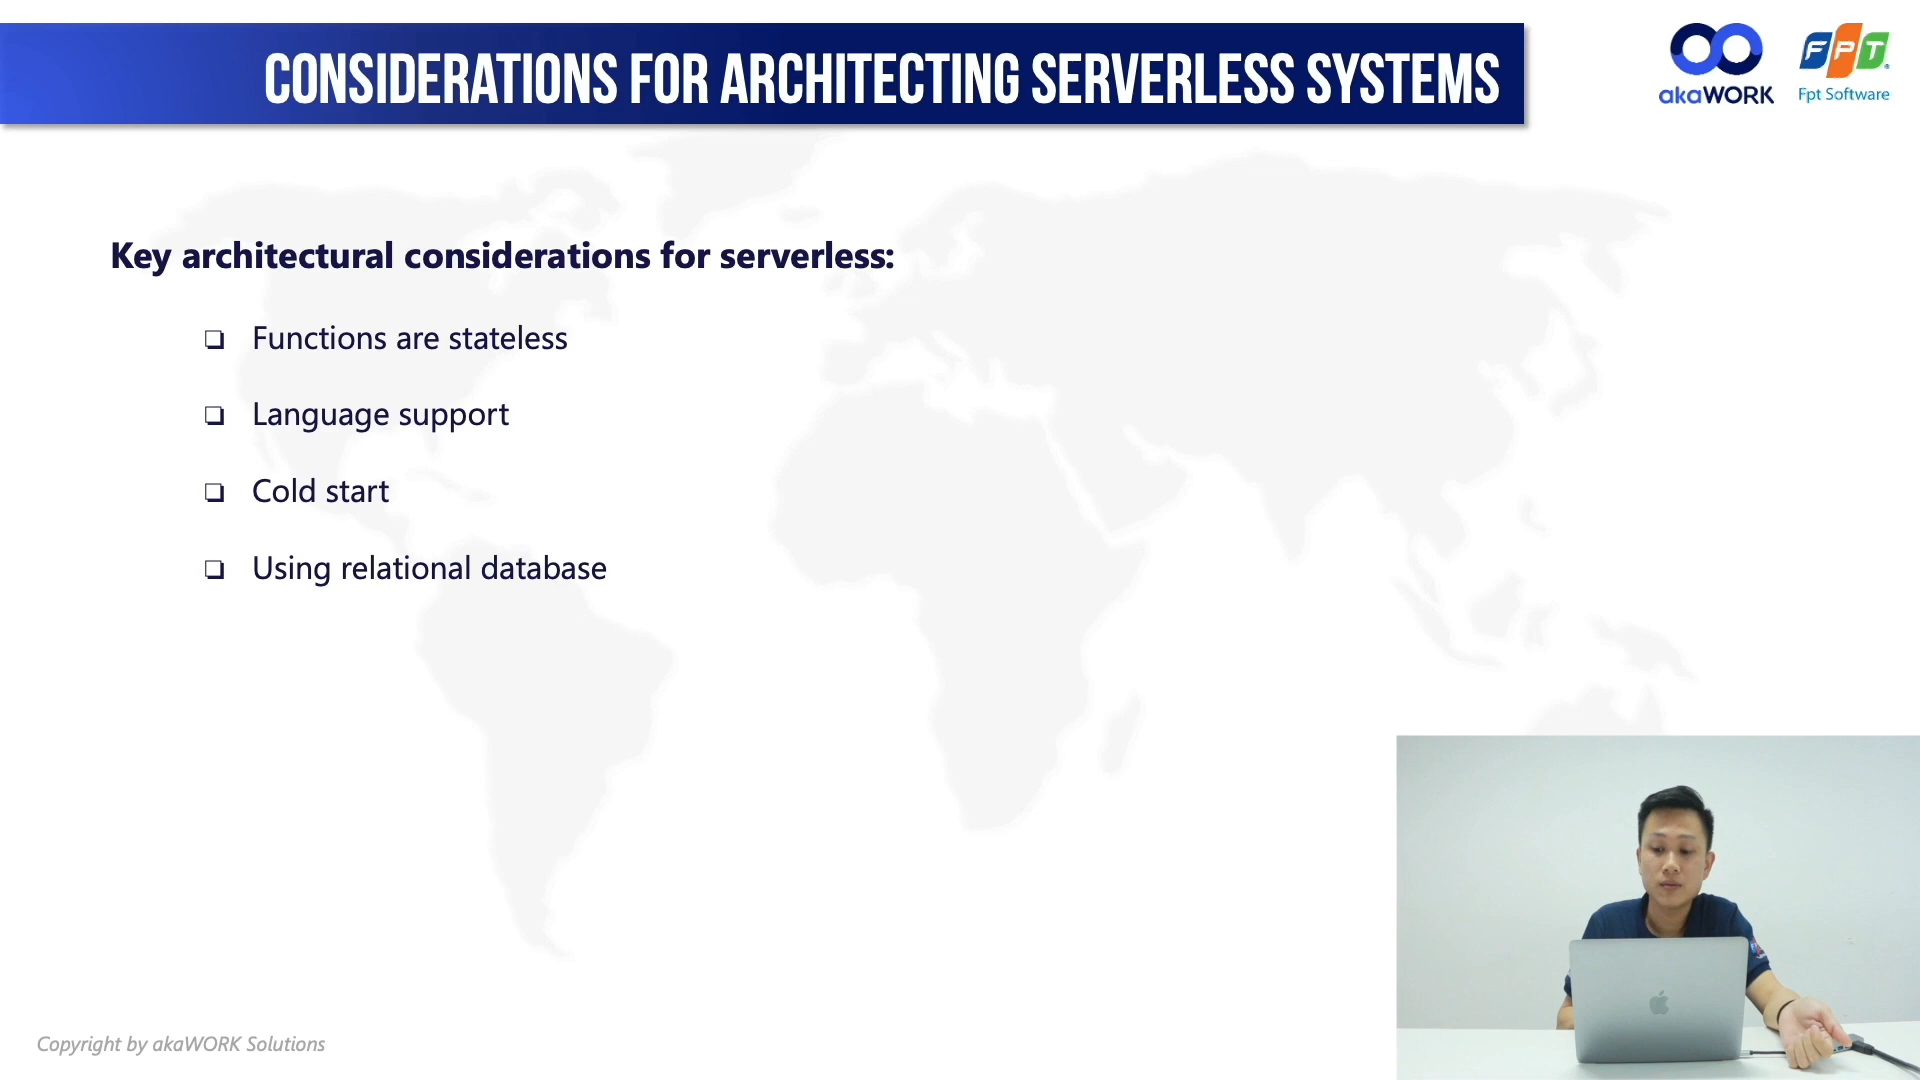 CONSIDERATIONS FOR ARCHITECTING SERVERLESS SYSTEMS
akaWORK
FPT
Fpt Software
Key architectural considerations for serverless:
Functions are stateless
Language support
Cold start
Using relational database
Copyright by akaWORK Solutions